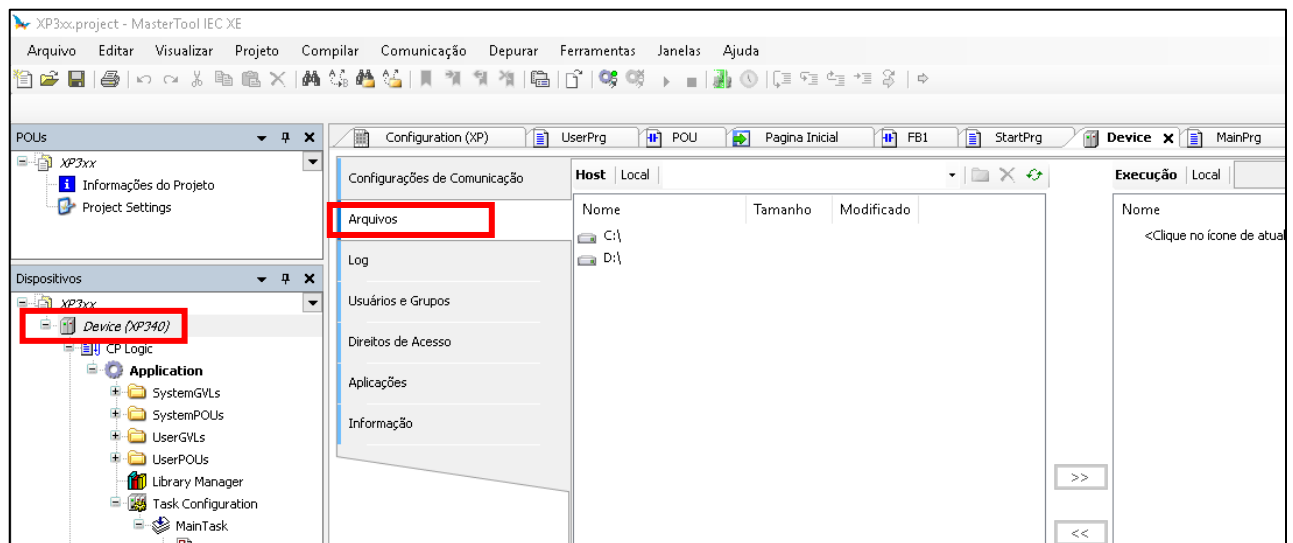 XP3xx.project - MasterTool IEC XE
Arquivo Editar Visualizar Projeto Compilar Comunicação Depurar Ferramentas Janelas Ajuda
POUs
XP3xx
Informações do Projeto
Project Settings
Dispositivos
XP3xx
Device (XP340)
CP Logic
Application
SystemGVLs
SystemPOUs
UserGVLs
UserPOUs
Library Manager
Task Configuration
MainTask
Configuration (XP) UserPrg POU Pagina Inicial FB1 StartPrg Device MainPrg
Configurações de Comunicação
Arquivos
Log
Usuários e Grupos
Direitos de Acesso
Aplicações
Informação
Host Local
Nome Tamanho Modificado
C:\
D:\
>>
<<
Execução Local
Nome
<Clique no ícone de atual